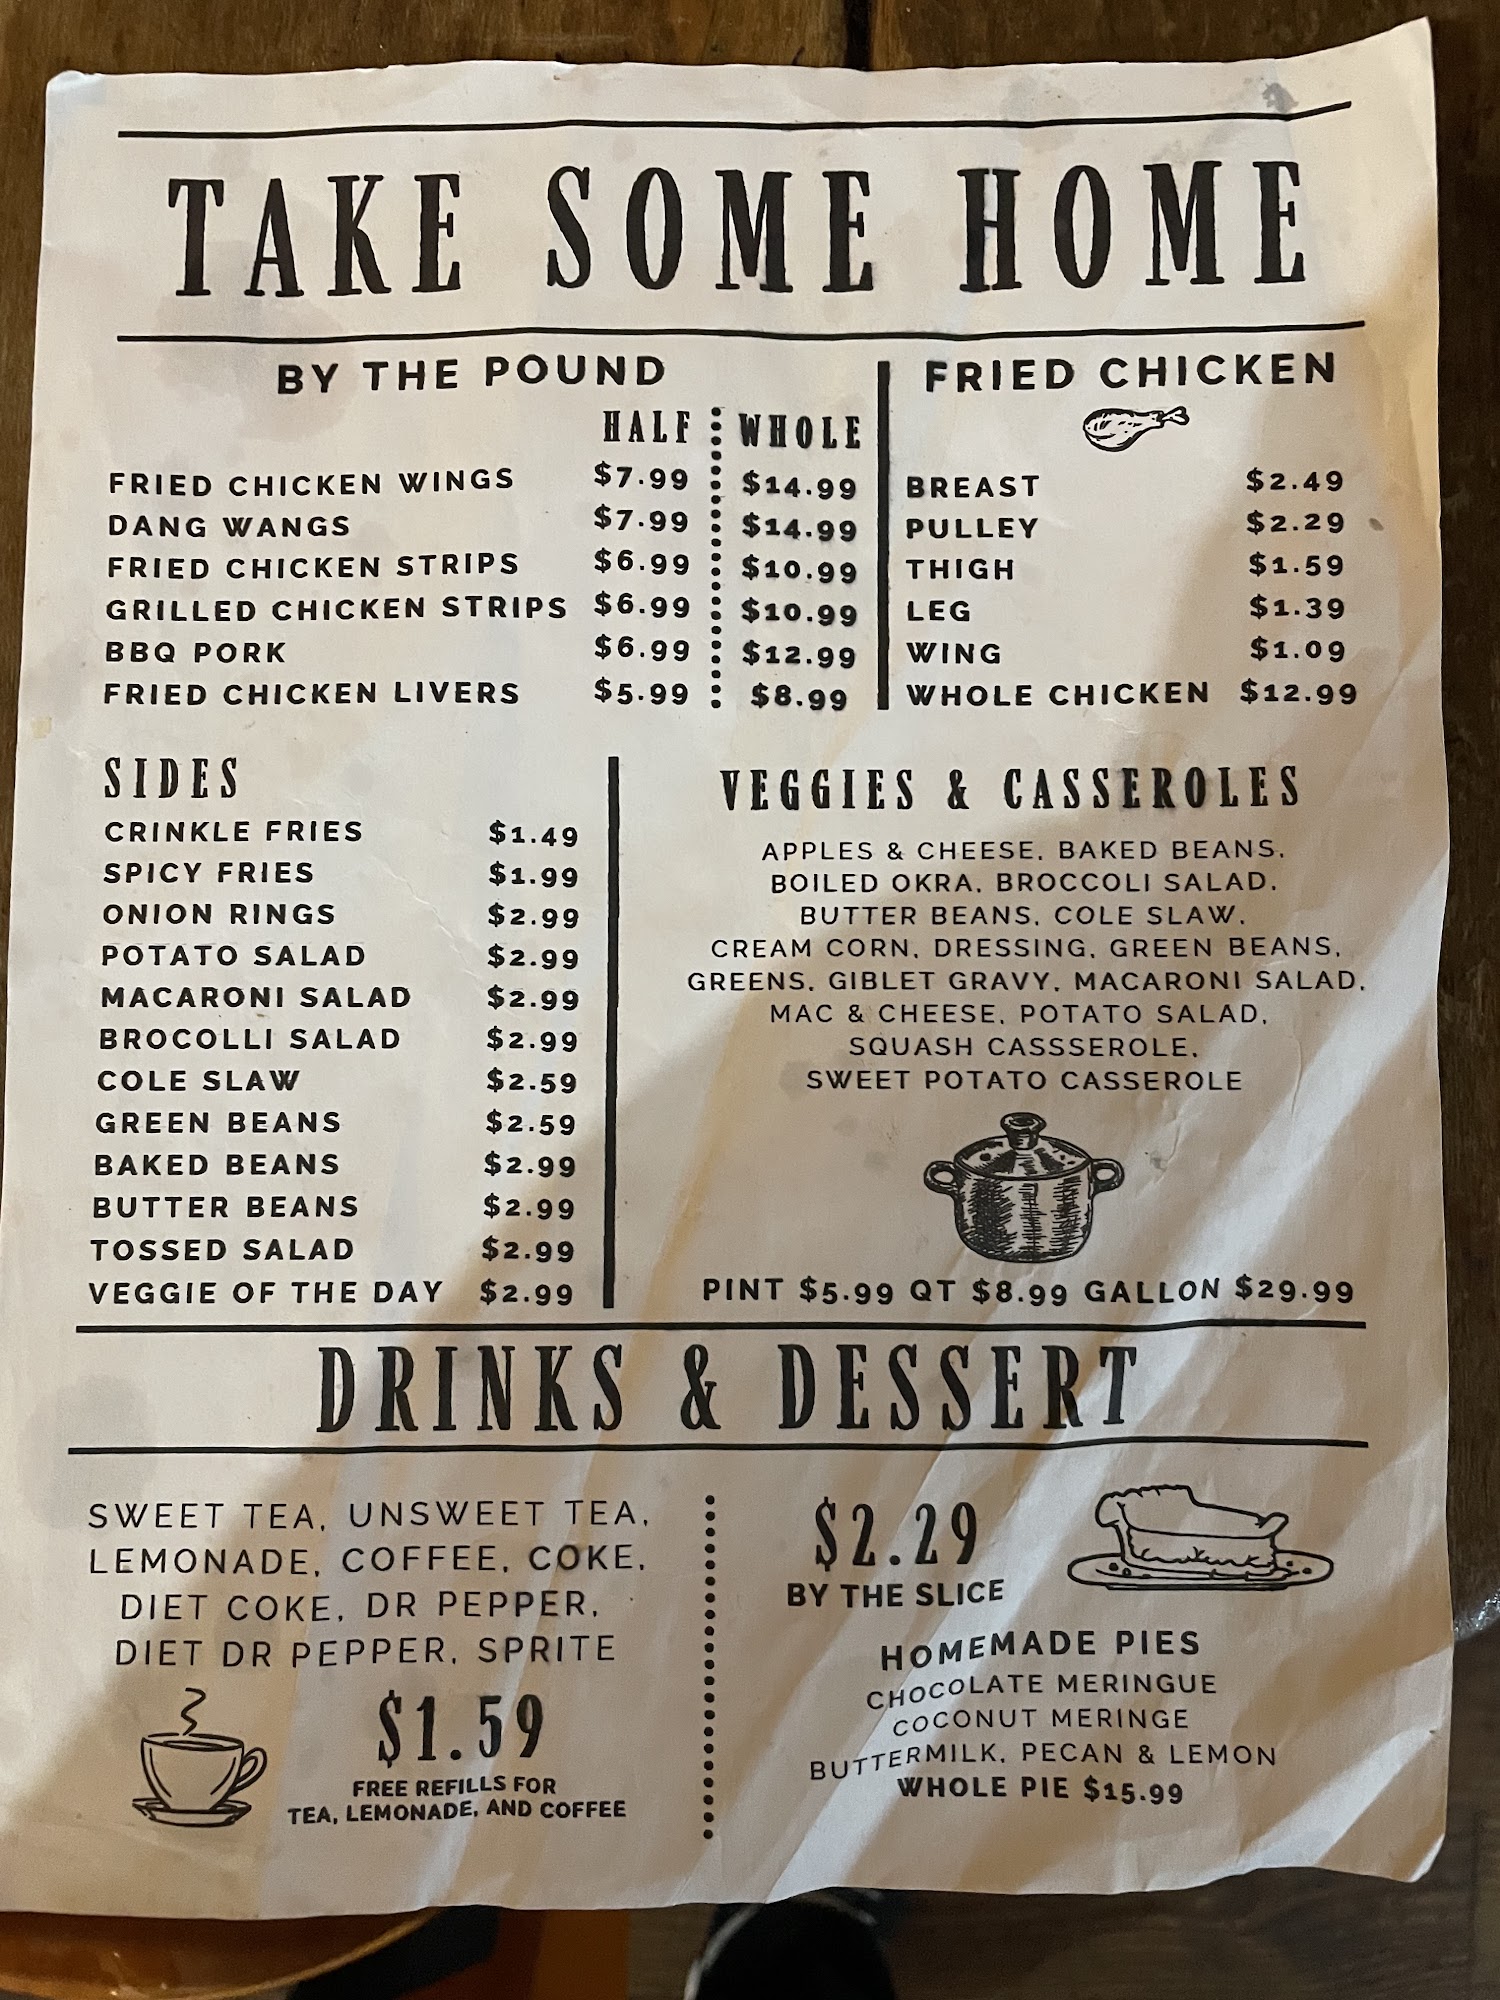 TAKE SOME HOME
BY THE POUND
HALF WHOLE
FRIED CHICKEN WINGS $7.99 $14.99
DANG WANGS $7.99 $14.99
FRIED CHICKEN STRIPS $6.99 $10.99
GRILLED CHICKEN STRIPS $6.99 $10.99
BBQ PORK $6.99 $12.99
FRIED CHICKEN LIVERS $5.99 $8.99
FRIED CHICKEN
BREAST $2.49
PULLEY $2.29
THIGH $1.59
LEG $1.39
WING $1.09
WHOLE CHICKEN $12.99
SIDES
CRINKLE FRIES $1.49
SPICY FRIES $1.99
ONION RINGS $2.99
POTATO SALAD $2.99
MACARONI SALAD $2.99
BROCOLLI SALAD $2.99
COLE SLAW $2.59
GREEN BEANS $2.59
BAKED BEANS $2.99
BUTTER BEANS $2.99
TOSSED SALAD $2.99
VEGGIE OF THE DAY $2.99
VEGGIES & CASSEROLES
APPLES & CHEESE, BAKED BEANS,
BOILED OKRA, BROCCOLI SALAD,
BUTTER BEANS, COLE SLAW,
CREAM CORN, DRESSING, GREEN BEANS,
GREENS, GIBLET GRAVY, MACARONI SALAD,
MAC & CHEESE, POTATO SALAD,
SQUASH CASSSEROLE,
SWEET POTATO CASSEROLE
PINT $5.99 QT $8.99 GALLON $29.99
DRINKS & DESSERT
SWEET TEA, UNSWEET TEA,
LEMONADE, COFFEE, COKE,
DIET COKE, DR PEPPER,
DIET DR PEPPER, SPRITE
$1.59
FREE REFILLS FOR
TEA, LEMONADE, AND COFFEE
$2.29
BY THE SLICE
HOMEMADE PIES
CHOCOLATE MERINGUE
COCONUT MERINGE
BUTTERMILK, PECAN & LEMON
WHOLE PIE $15.99